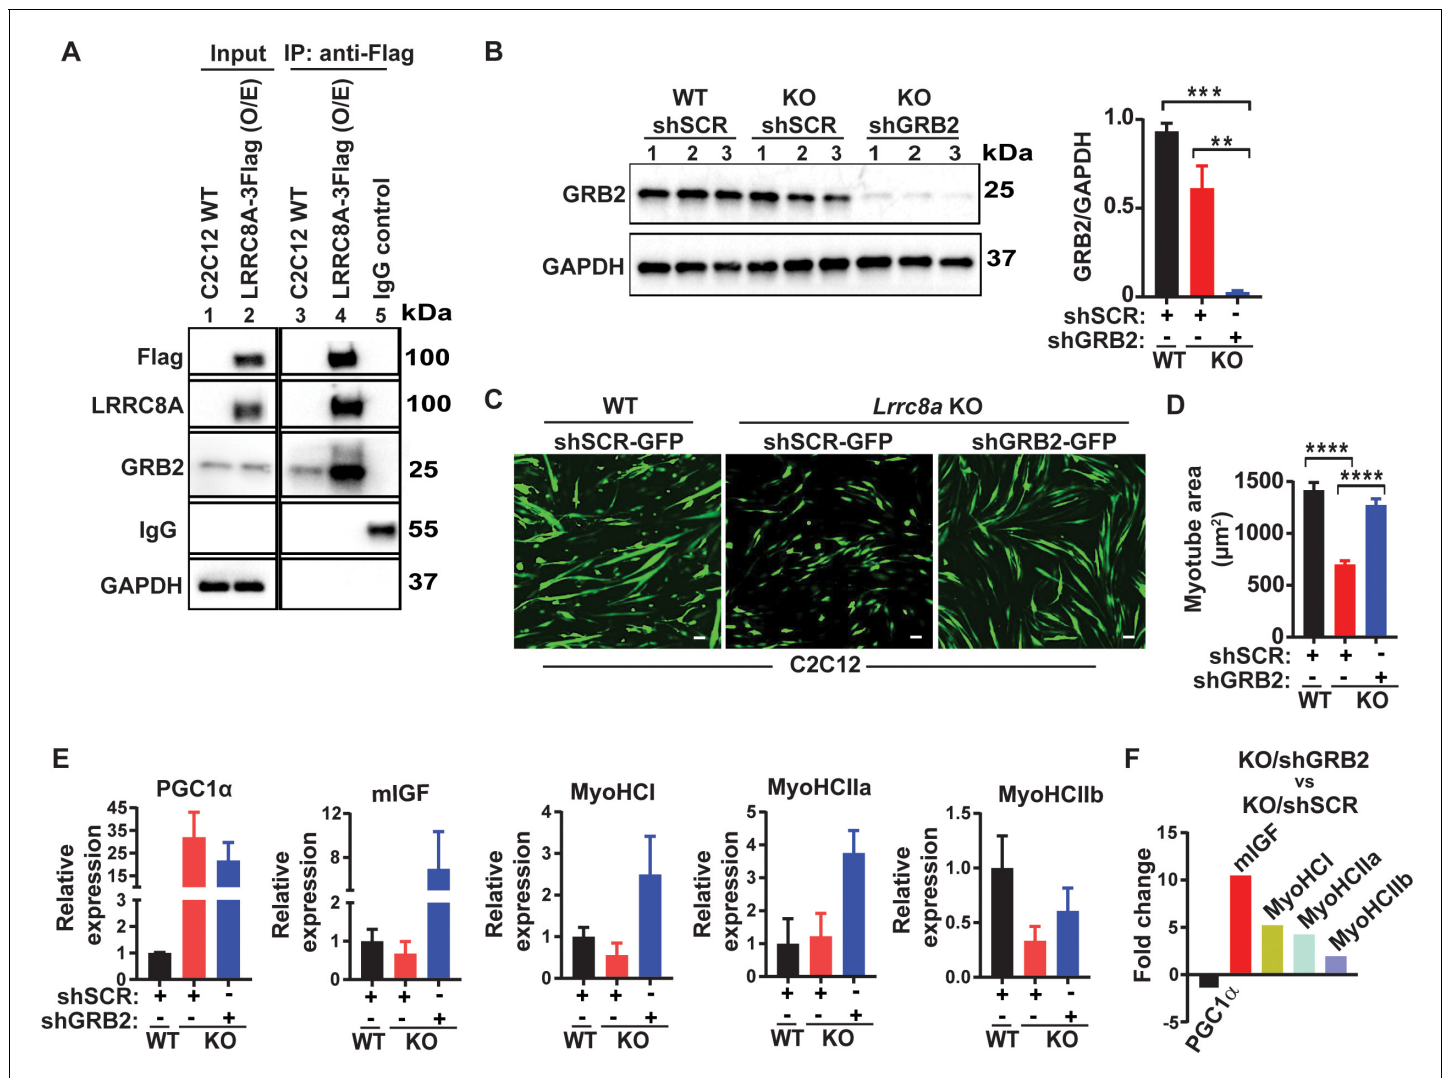 A
Input
IP: anti-Flag
C2C12 WT
LRRC8A-3Flag (O/E)
C2C12 WT
LRRC8A-3Flag (O/E)
IgG control
1 2 3 4 5 kDa
Flag 100
LRRC8A 100
GRB2 25
IgG 55
GAPDH 37
B
WT KO KO
shSCR shSCR shGRB2
1 2 3 1 2 3 1 2 3 kDa
GRB2 25
GAPDH 37
GRB2/GAPDH
***
**
1.0
0.5
0
shSCR: + + -
shGRB2: - - +
WT KO
C
WT Lrrc8a KO
shSCR-GFP shSCR-GFP shGRB2-GFP
C2C12
D
Myotube area
(µm2)
**** ****
1500
1000
500
0
shSCR: + + -
shGRB2: - - +
WT KO
E
PGC1α
Relative
expression
45
35
25
15
3
2
1
0
shSCR: + + -
shGRB2: - - +
WT KO
mIGF
Relative
expression
12
8
2
1
0
+ + -
- - +
WT KO
MyoHCI
Relative
expression
4
3
2
1
0
+ + -
- - +
WT KO
MyoHCIIa
Relative
expression
5
4
3
2
1
0
+ + -
- - +
WT KO
MyoHCIIb
Relative
expression
1.5
1.0
0.5
0.0
+ + -
- - +
WT KO
F
KO/shGRB2
vs
KO/shSCR
Fold change
15
10
5
0
-5
PGC1α
mIGF
MyoHCI
MyoHCIIa
MyoHCIIb